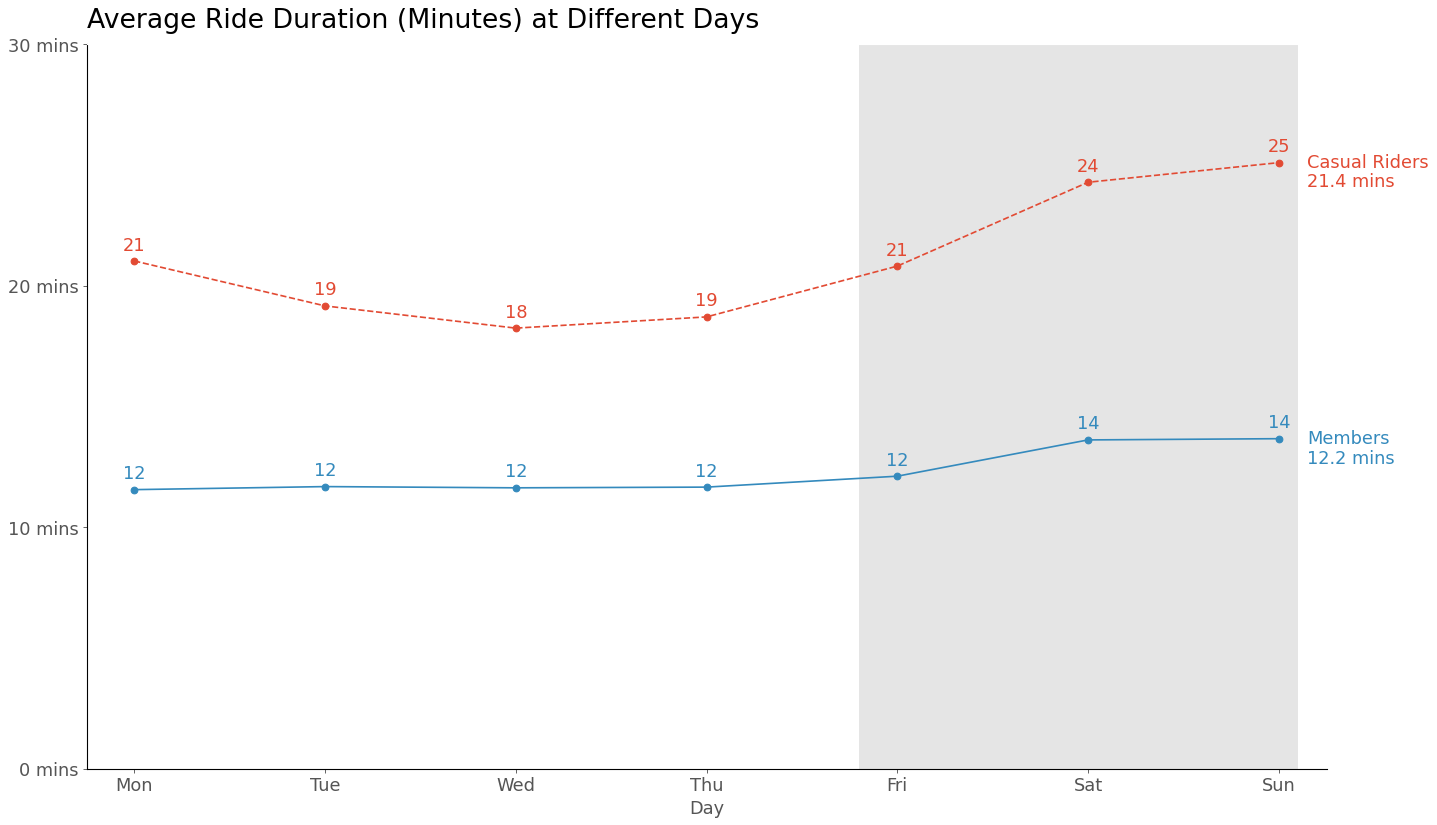 Average Ride Duration (Minutes) at Different Days
30 mins
20 mins
10 mins
0 mins
21
19
18
19
21
24
25
Casual Riders
21.4 mins
12
12
12
12
12
14
14
Members
12.2 mins
Mon
Tue
Wed
Thu
Fri
Sat
Sun
Day